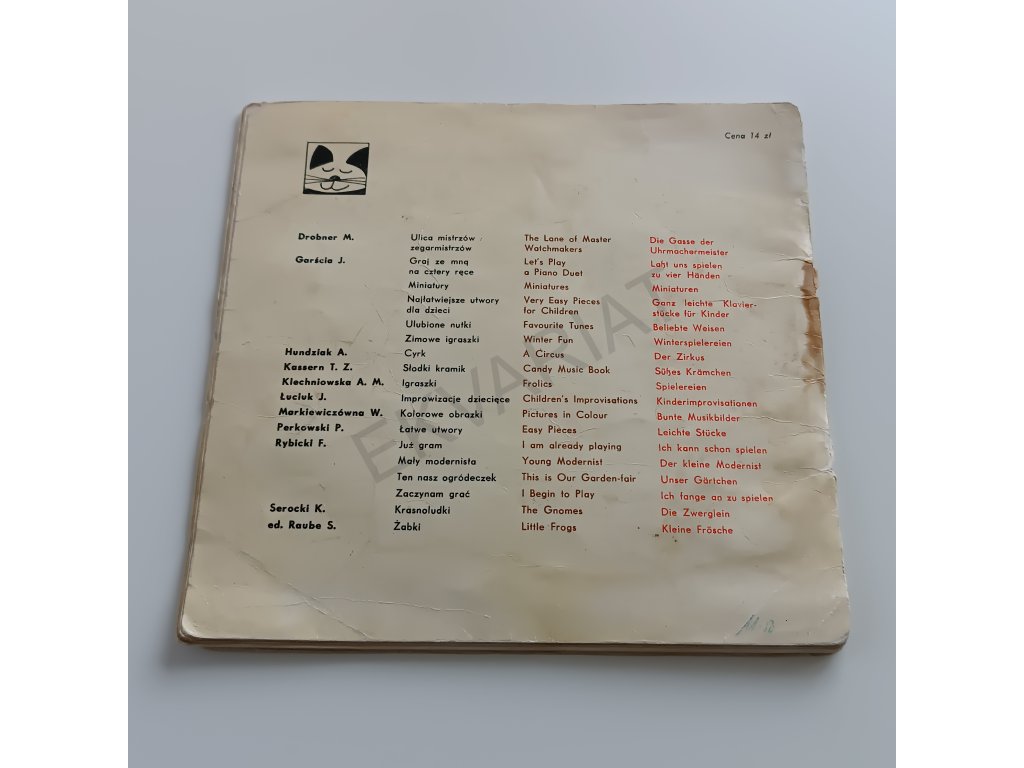 Cena 14 zł
Drobner M. Ulica mistrzów zegarmistrzów The Lane of Master Watchmakers Die Gasse der Uhrmachermeister
Garścia J. Graj ze mną na cztery ręce Let's Play a Piano Duet Laßt uns spielen zu vier Händen
Miniatury Miniatures Miniaturen
Najłatwiejsze utwory dla dzieci Very Easy Pieces for Children Ganz leichte Klavier-stücke für Kinder
Ulubione nutki Favourite Tunes Beliebte Weisen
Zimowe igraszki Winter Fun Winterspielereien
Hundziak A. Cyrk A Circus Der Zirkus
Kassern T. Z. Słodki kramik Candy Music Book Süßes Krämchen
Klechniowska A. M. Igraszki Frolics Spielereien
Łuciuk J. Improwizacje dziecięce Children's Improvisations Kinderimprovisationen
Markiewiczówna W. Kolorowe obrazki Pictures in Colour Bunte Musikbilder
Perkowski P. Łatwe utwory Easy Pieces Leichte Stücke
Rybicki F. Już gram I am already playing Ich kann schon spielen
Mały modernista Young Modernist Der kleine Modernist
Ten nasz ogródeczek This is Our Garden-fair Unser Gärtchen
Zaczynam grać I Begin to Play Ich fange an zu spielen
Serocki K. Krasnoludki The Gnomes Die Zwerglein
ed. Raube S. Żabki Little Frogs Kleine Frösche
EKVARIAT